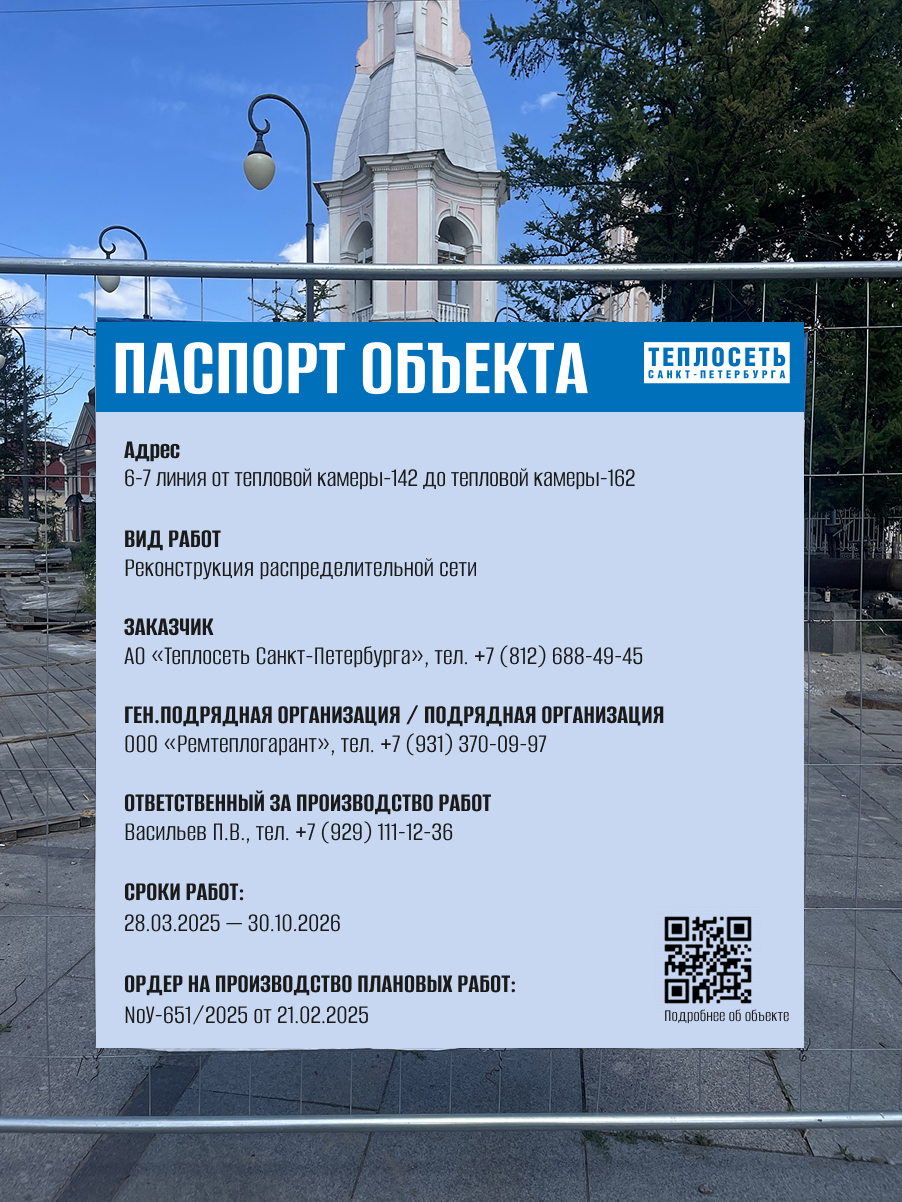 ПАСПОРТ ОБЪЕКТА
ТЕПЛОСЕТЬ
САНКТ-ПЕТЕРБУРГА
Адрес
6-7 линия от тепловой камеры-142 до тепловой камеры-162
ВИД РАБОТ
Реконструкция распределительной сети
ЗАКАЗЧИК
АО «Теплосеть Санкт-Петербурга», тел. +7 (812) 688-49-45
ГЕН.ПОДРЯДНАЯ ОРГАНИЗАЦИЯ / ПОДРЯДНАЯ ОРГАНИЗАЦИЯ
ООО «Ремтеплогарант», тел. +7 (931) 370-09-97
ОТВЕТСТВЕННЫЙ ЗА ПРОИЗВОДСТВО РАБОТ
Васильев П.В., тел. +7 (929) 111-12-36
СРОКИ РАБОТ:
28.03.2025 — 30.10.2026
ОРДЕР НА ПРОИЗВОДСТВО ПЛАНОВЫХ РАБОТ:
NoУ-651/2025 от 21.02.2025
Подробнее об объекте